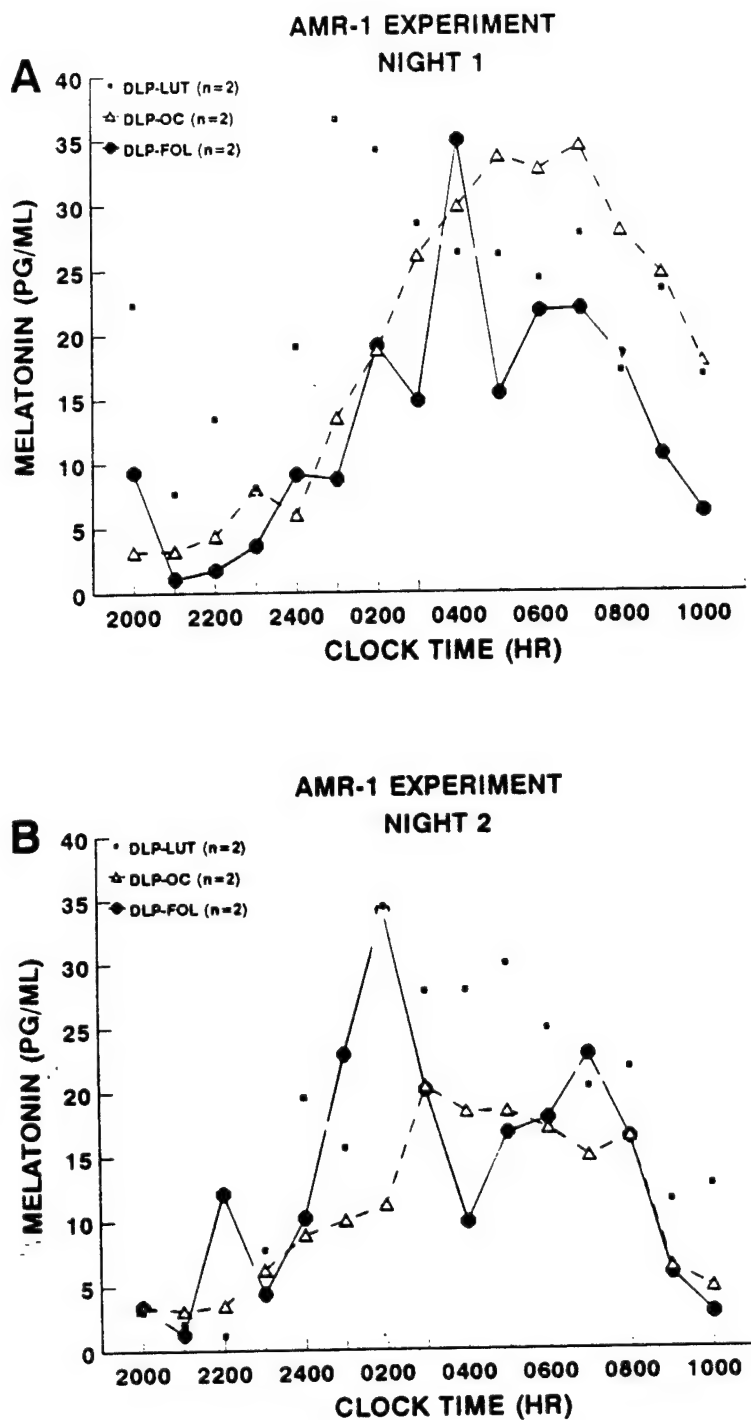 AMR-1 EXPERIMENT
NIGHT 1
A
DLP-LUT (n=2)
DLP-OC (n=2)
DLP-FOL (n=2)
MELATONIN (PG/ML)
40
35
30
25
20
15
10
5
0
2000 2200 2400 0200 0400 0600 0800 1000
CLOCK TIME (HR)
AMR-1 EXPERIMENT
NIGHT 2
B
DLP-LUT (n=2)
DLP-OC (n=2)
DLP-FOL (n=2)
MELATONIN (PG/ML)
40
35
30
25
20
15
10
5
0
2000 2200 2400 0200 0400 0600 0800 1000
CLOCK TIME (HR)